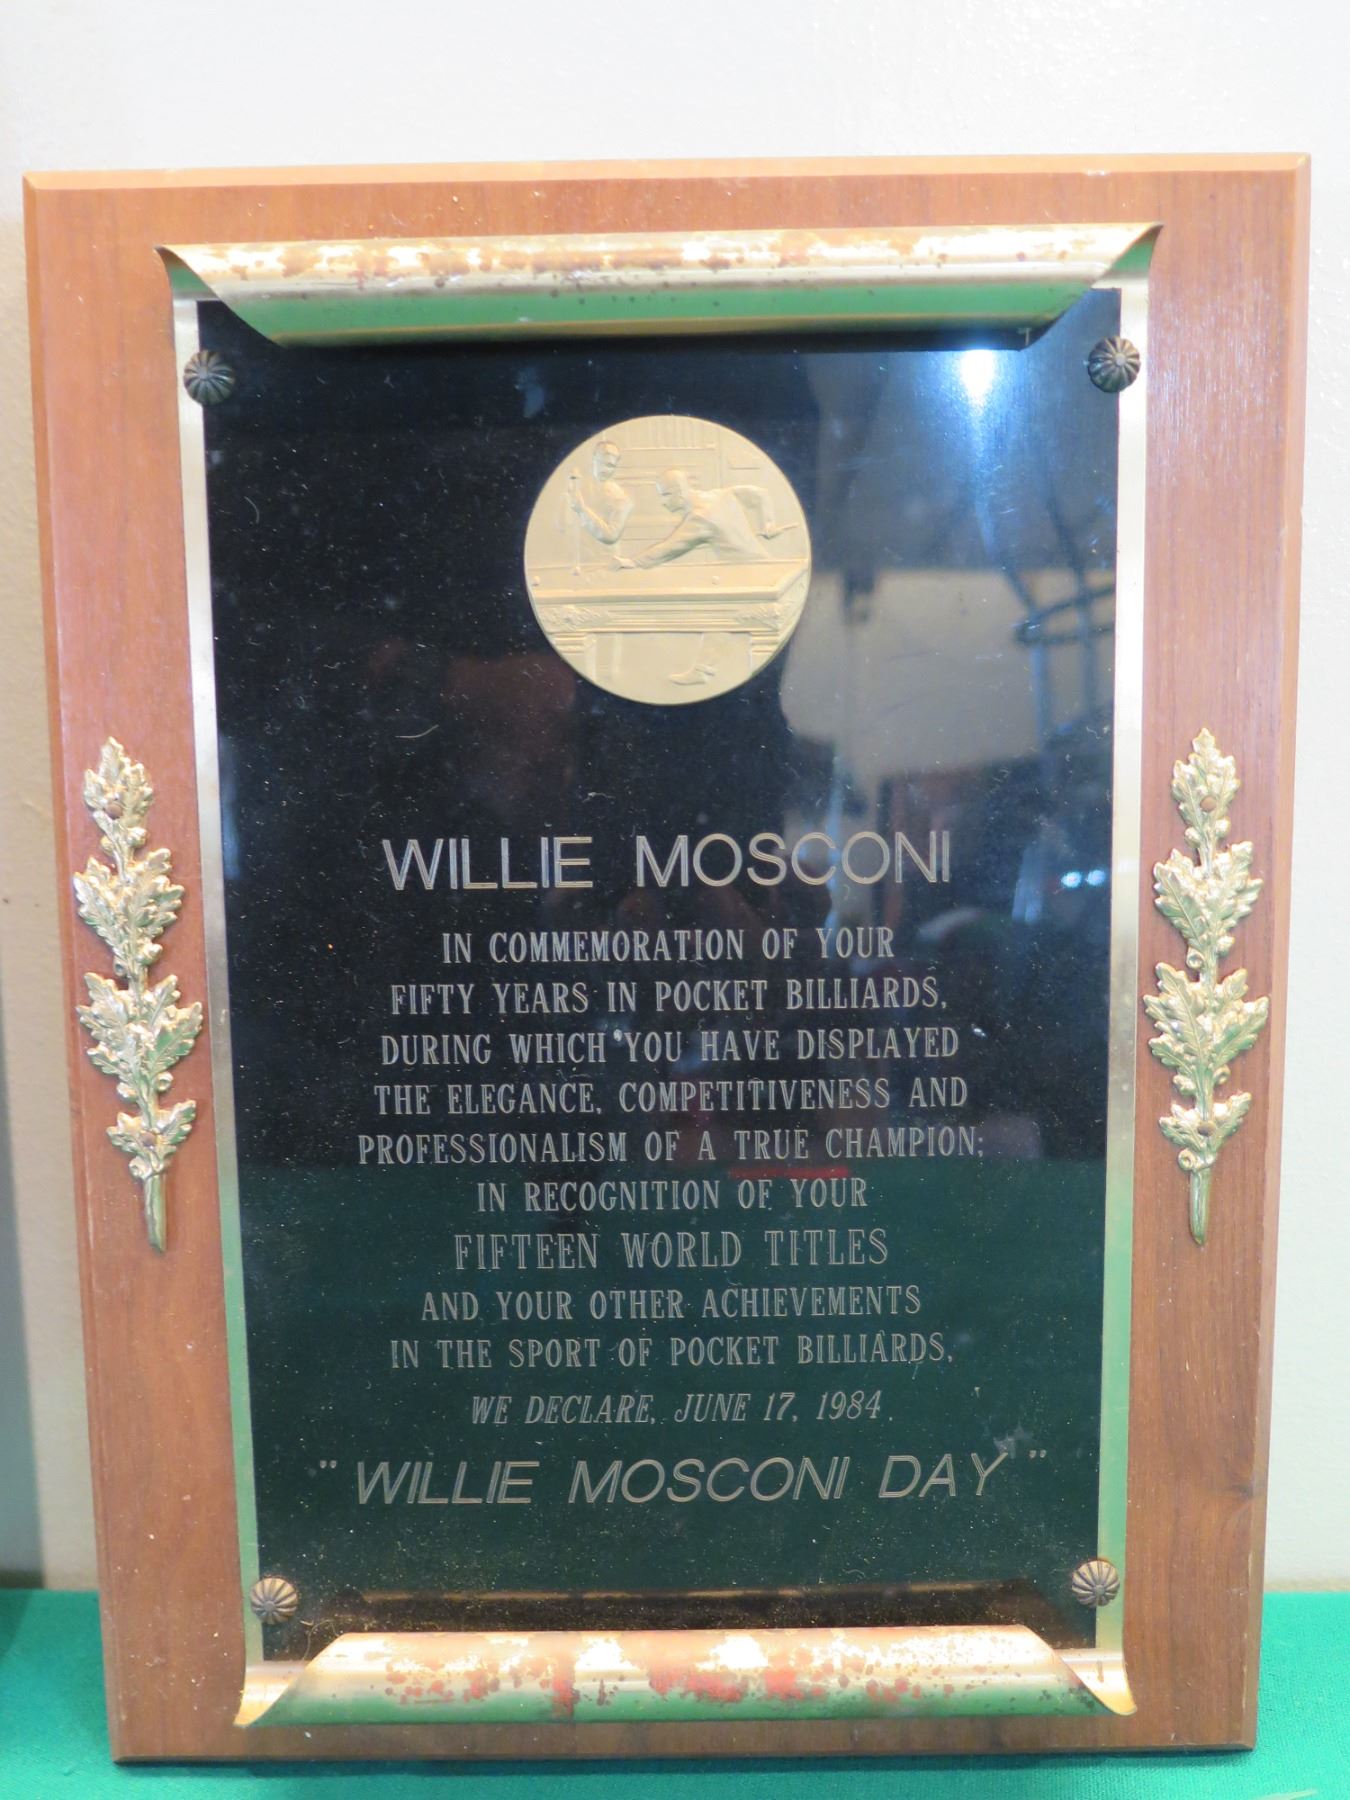 WILLIE MOSCONI
IN COMMEMORATION OF YOUR
FIFTY YEARS IN POCKET BILLIARDS,
DURING WHICH YOU HAVE DISPLAYED
THE ELEGANCE, COMPETITIVENESS AND
PROFESSIONALISM OF A TRUE CHAMPION;
IN RECOGNITION OF YOUR
FIFTEEN WORLD TITLES
AND YOUR OTHER ACHIEVEMENTS
IN THE SPORT OF POCKET BILLIARDS,
WE DECLARE, JUNE 17, 1984,
"WILLIE MOSCONI DAY"